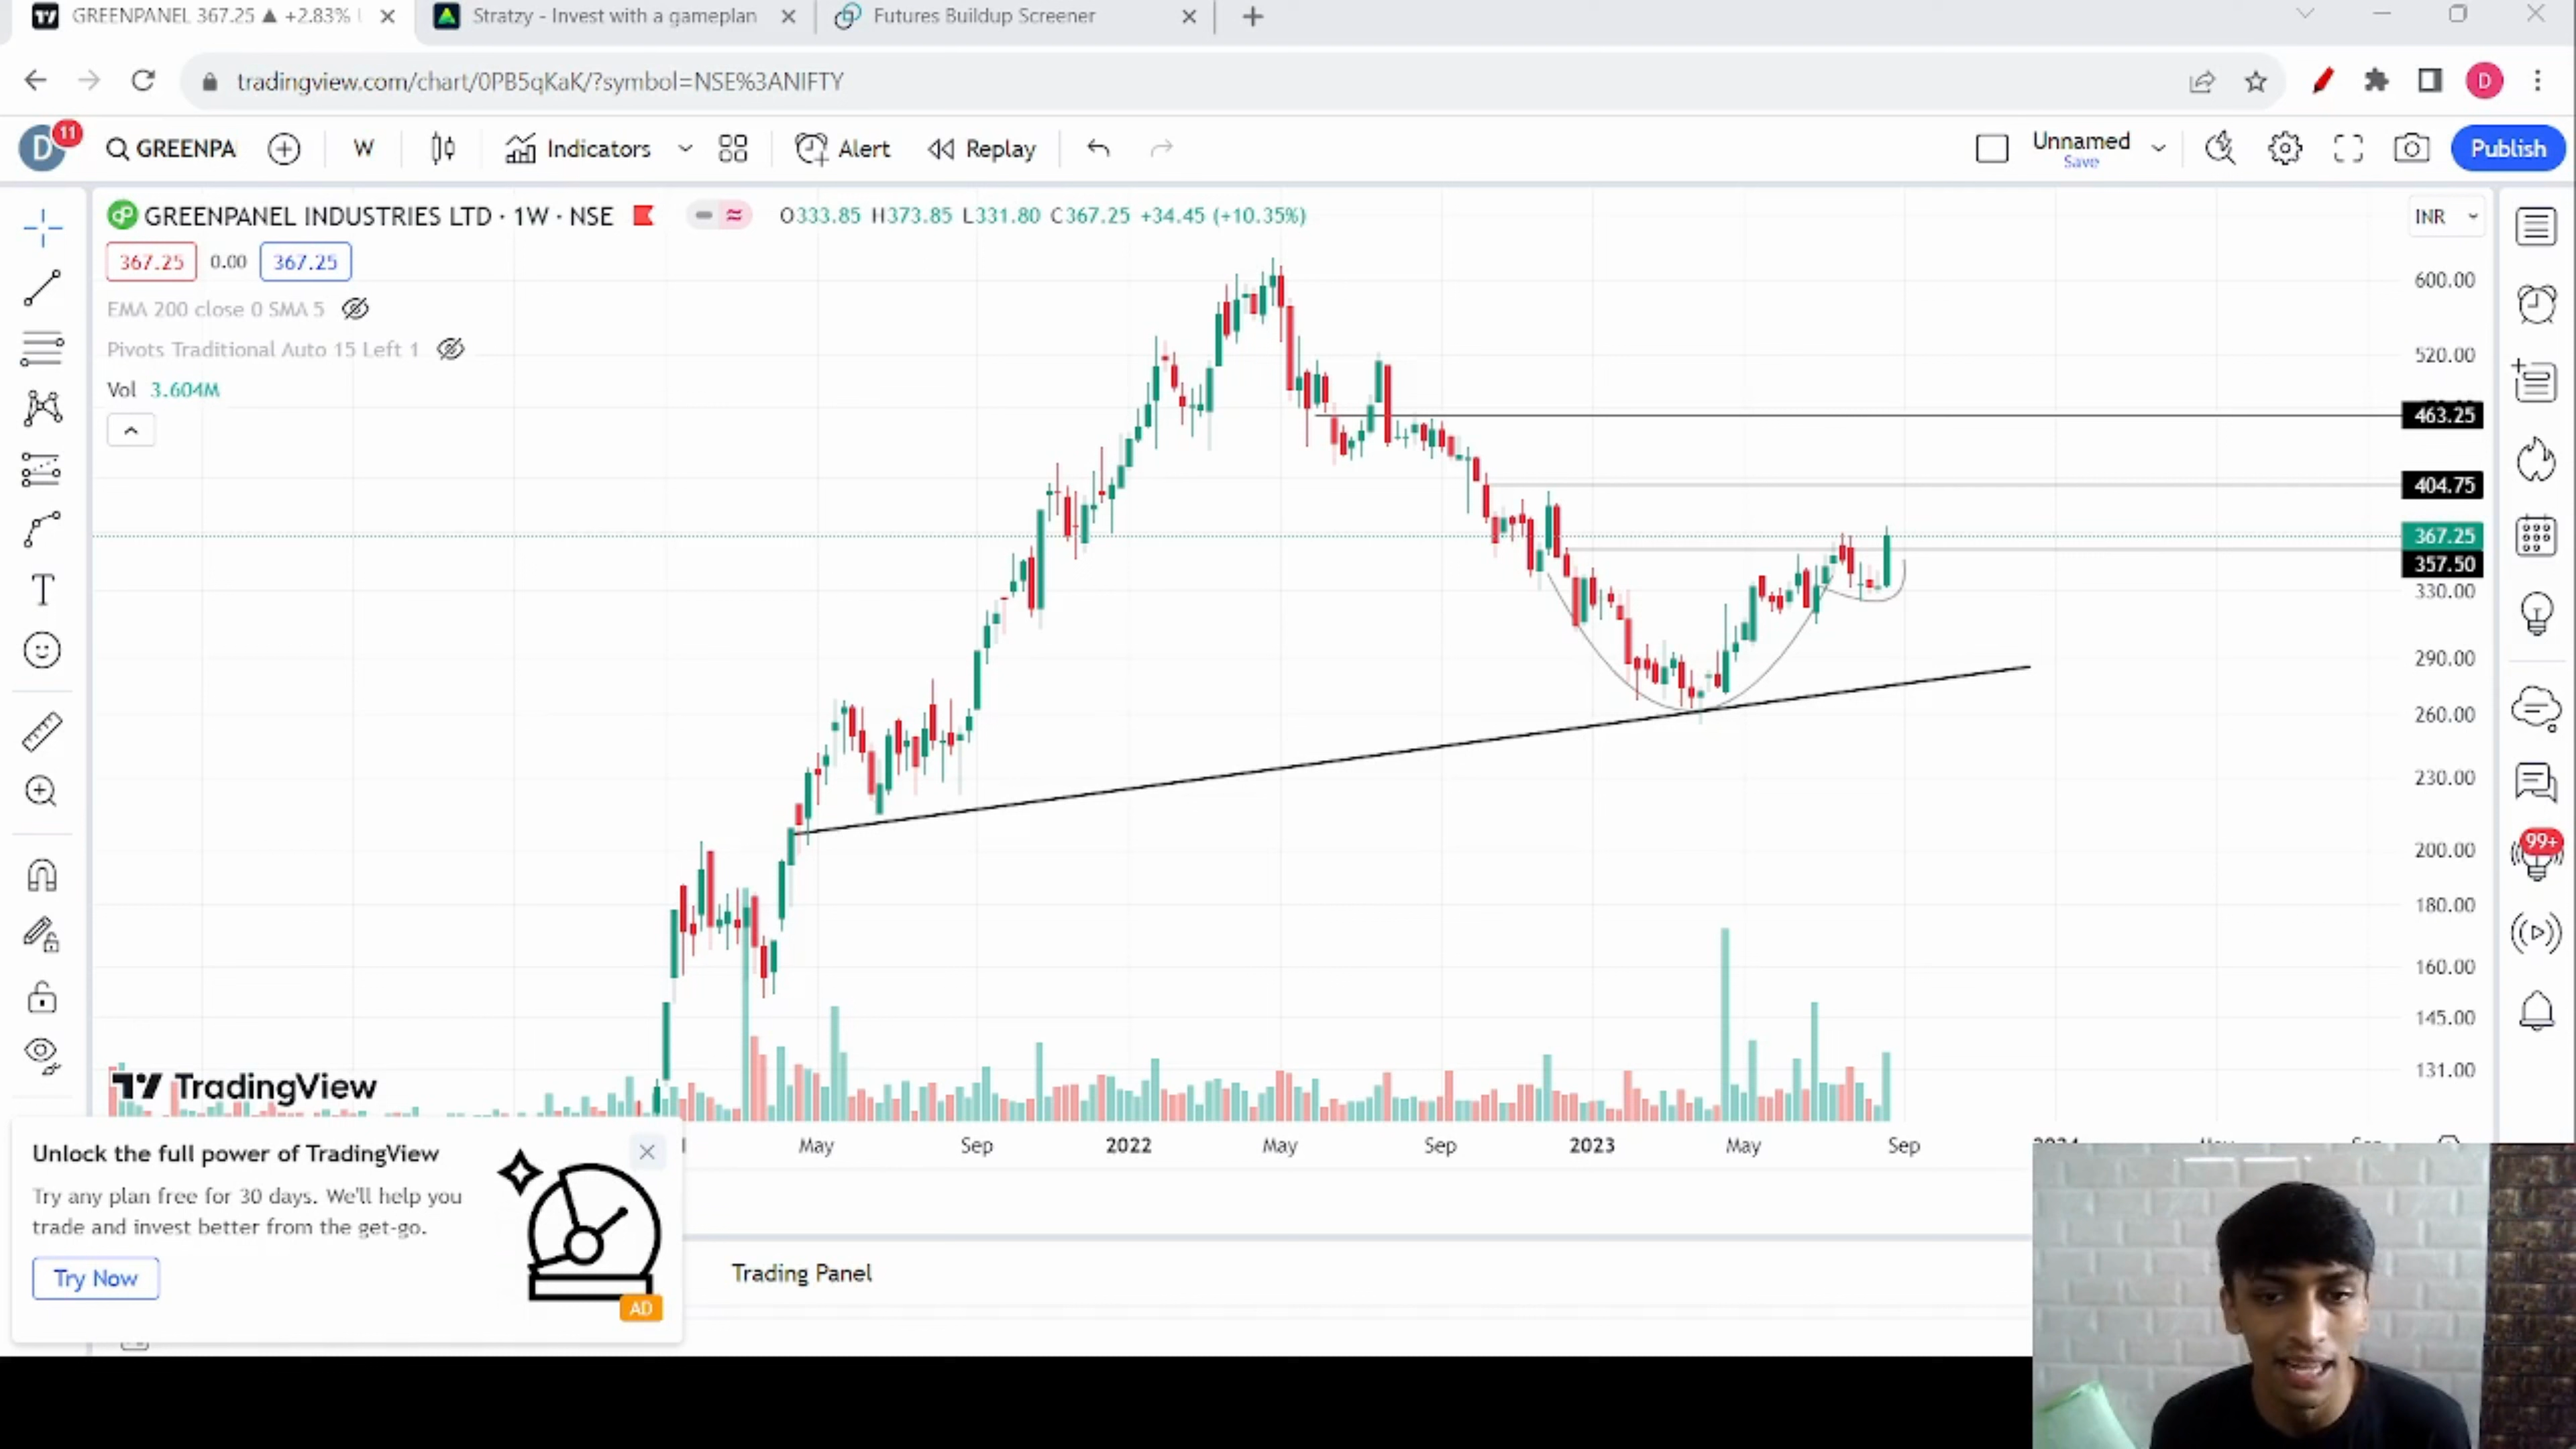 GREENPANEL 367.25 ▲ +2.83%
Stratzy - Invest with a gameplan
Futures Buildup Screener
tradingview.com/chart/0PB5qKaK/?symbol=NSE%3ANIFTY
D
D
11
GREENPA
W
Indicators
Alert
Replay
Unnamed
Save
Publish
GREENPANEL INDUSTRIES LTD · 1W · NSE
O333.85 H373.85 L331.80 C367.25 +34.45 (+10.35%)
INR
367.25
0.00
367.25
EMA 200 close 0 SMA 5
Pivots Traditional Auto 15 Left 1
Vol 3.604M
600.00
520.00
463.25
404.75
367.25
357.50
330.00
290.00
260.00
230.00
200.00
180.00
160.00
145.00
131.00
99+
TradingView
May
Sep
2022
May
Sep
2023
May
Sep
Unlock the full power of TradingView
Try any plan free for 30 days. We'll help you
trade and invest better from the get-go.
Try Now
AD
Trading Panel